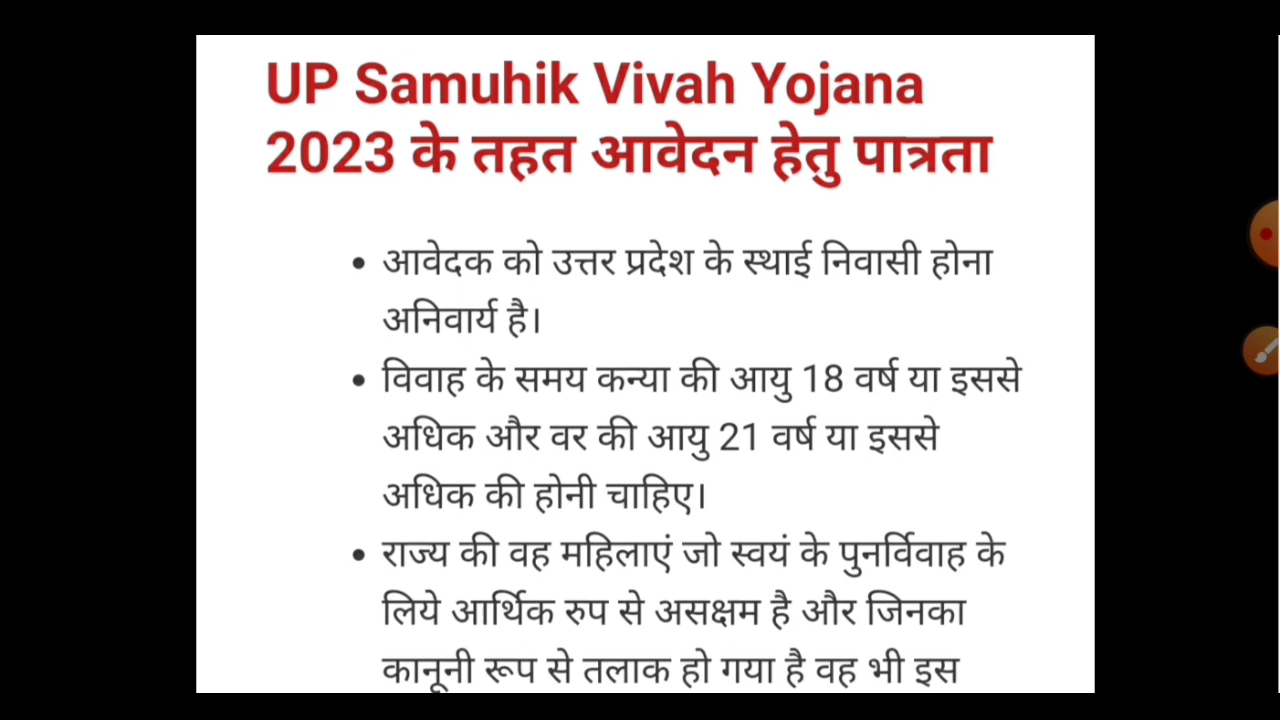 UP Samuhik Vivah Yojana
2023 के तहत आवेदन हेतु पात्रता
• आवेदक को उत्तर प्रदेश के स्थाई निवासी होना
अनिवार्य है।
• विवाह के समय कन्या की आयु 18 वर्ष या इससे
अधिक और वर की आयु 21 वर्ष या इससे
अधिक की होनी चाहिए।
• राज्य की वह महिलाएं जो स्वयं के पुनर्विवाह के
लिये आर्थिक रुप से असक्षम है और जिनका
कानूनी रूप से तलाक हो गया है वह भी इस